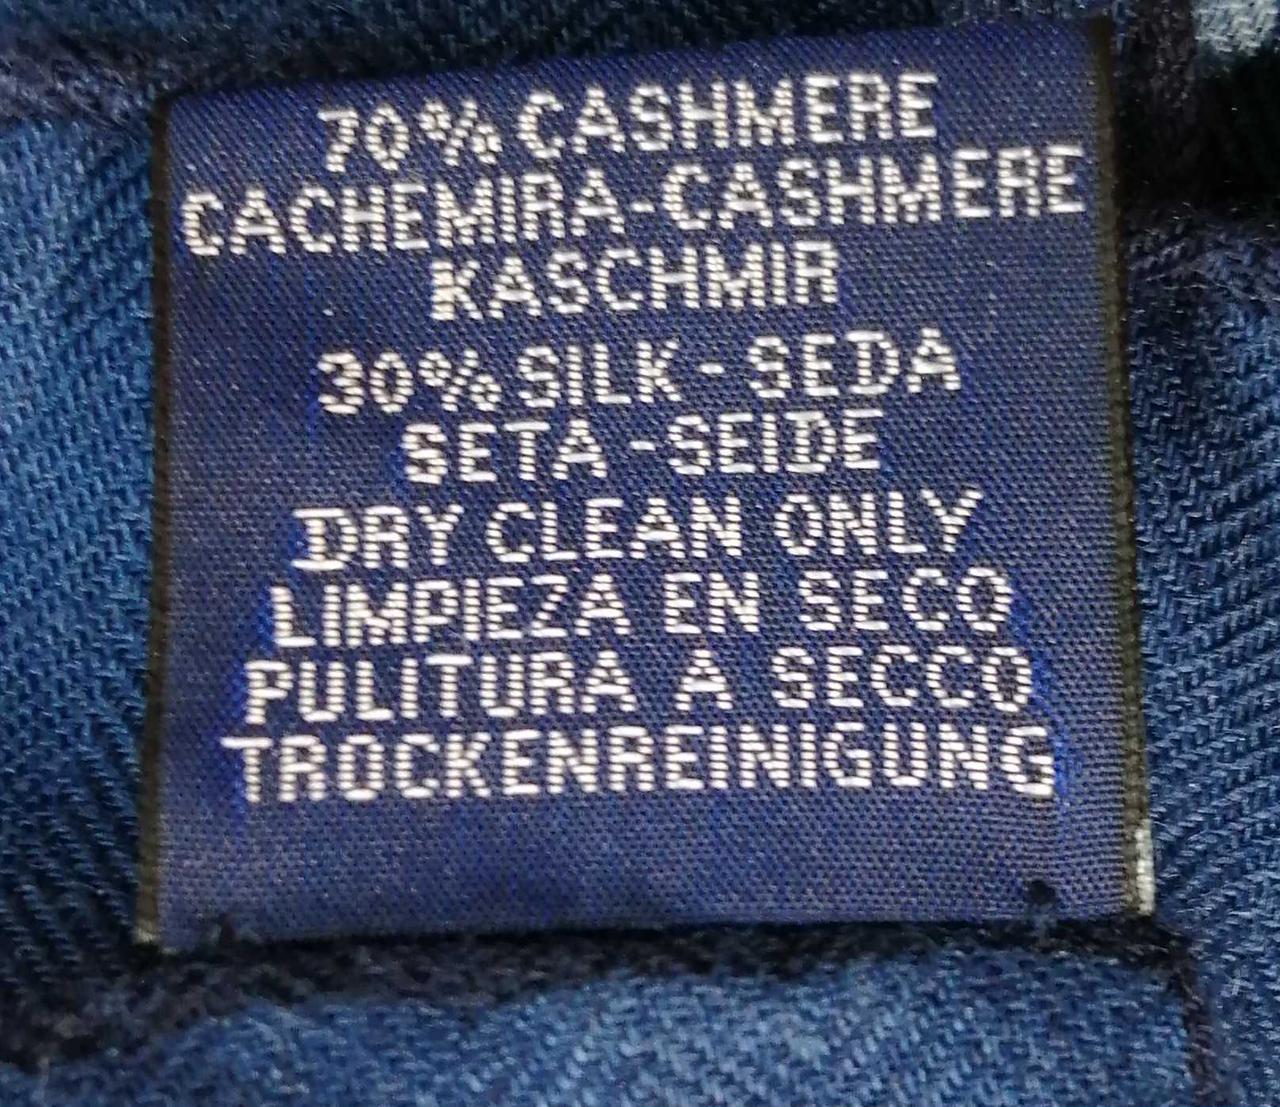 70% CASHMERE
CACHEMIRA-CASHMERE
KASCHMIR
30% SILK - SEDA
SETA - SEIDE
DRY CLEAN ONLY
LIMPIEZA EN SECO
PULITURA A SECCO
TROCKENREINIGUNG